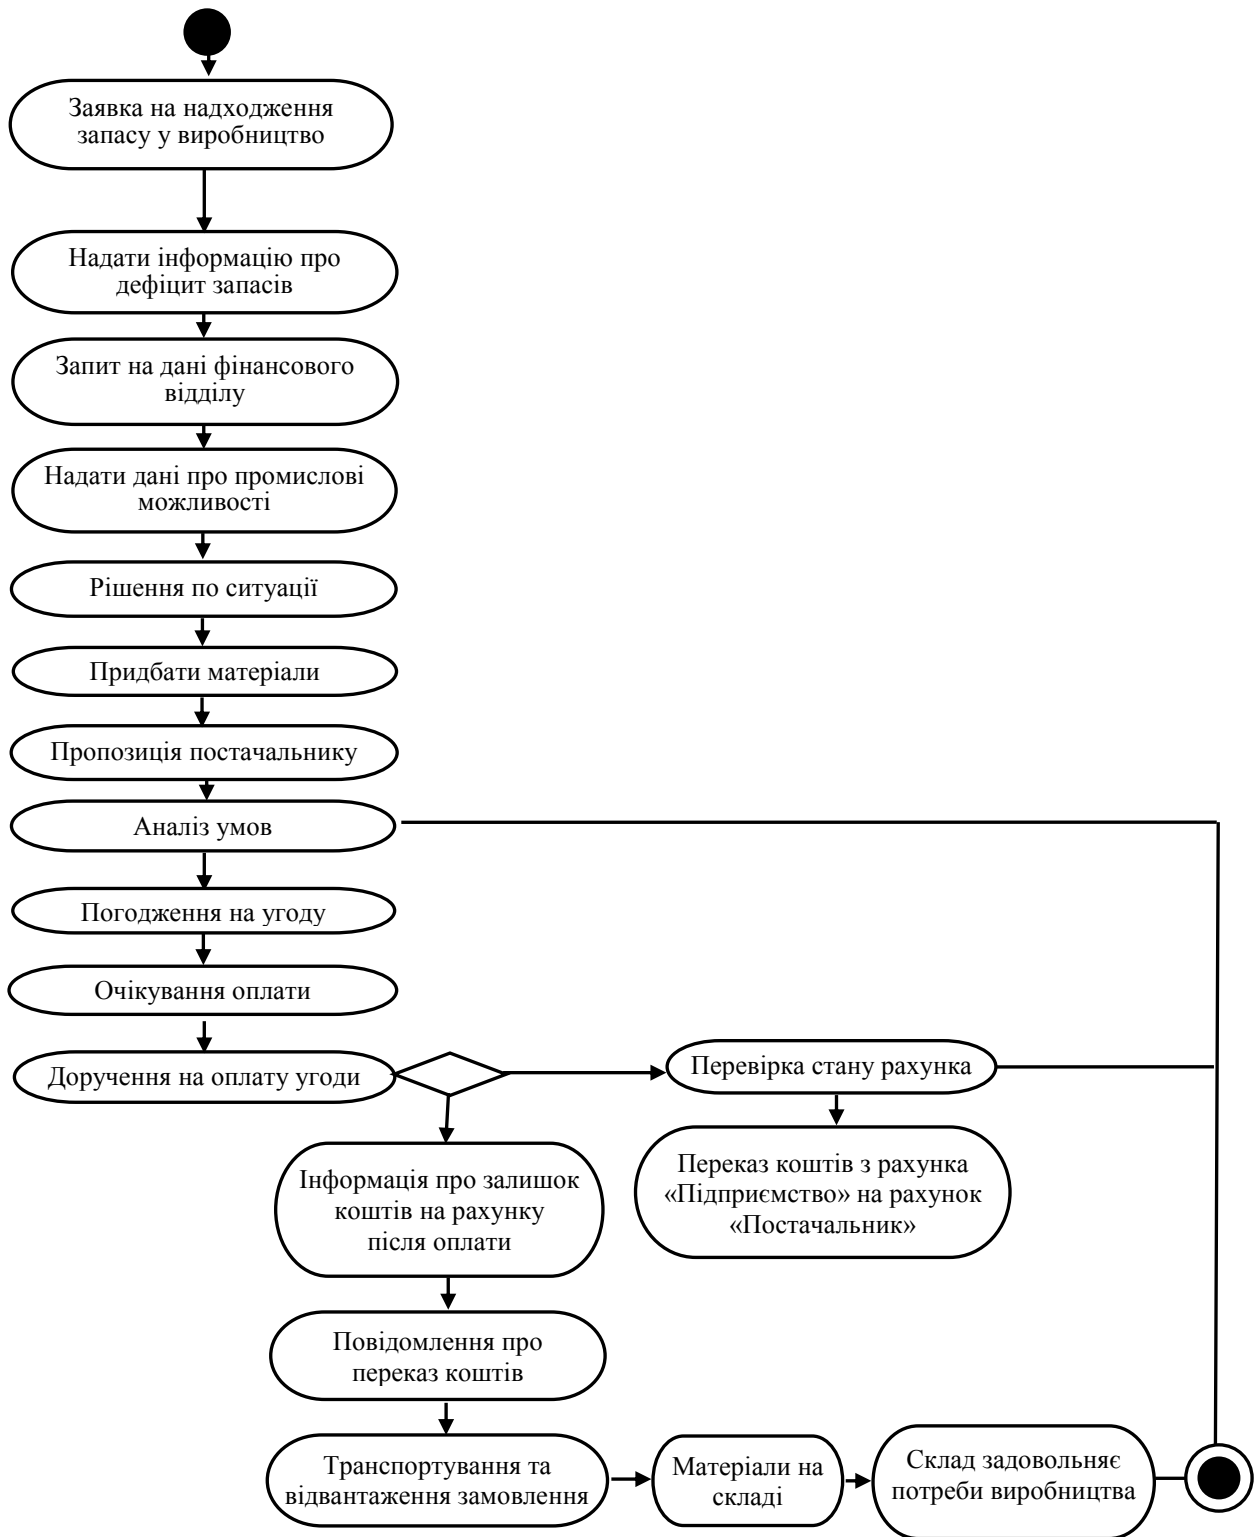 Заявка на надходження
запасу у виробництво
Надати інформацію про
дефіцит запасів
Запит на дані фінансового
відділу
Надати дані про промислові
можливості
Рішення по ситуації
Придбати матеріали
Пропозиція постачальнику
Аналіз умов
Погодження на угоду
Очікування оплати
Доручення на оплату угоди
Перевірка стану рахунка
Переказ коштів з рахунка
«Підприємство» на рахунок
«Постачальник»
Інформація про залишок
коштів на рахунку
після оплати
Повідомлення про
переказ коштів
Транспортування та
відвантаження замовлення
Матеріали на
складі
Склад задовольняє
потреби виробництва